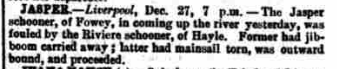 JASPER.—Liverpool, Dec. 27, 7 p.m.—The Jasper
schooner, of Fowey, in coming up the river yesterday, was
fouled by the Riviere schooner, of Hayle. Former had jib-
boom carried away; latter had mainsail torn, was outward
bound, and proceeded.